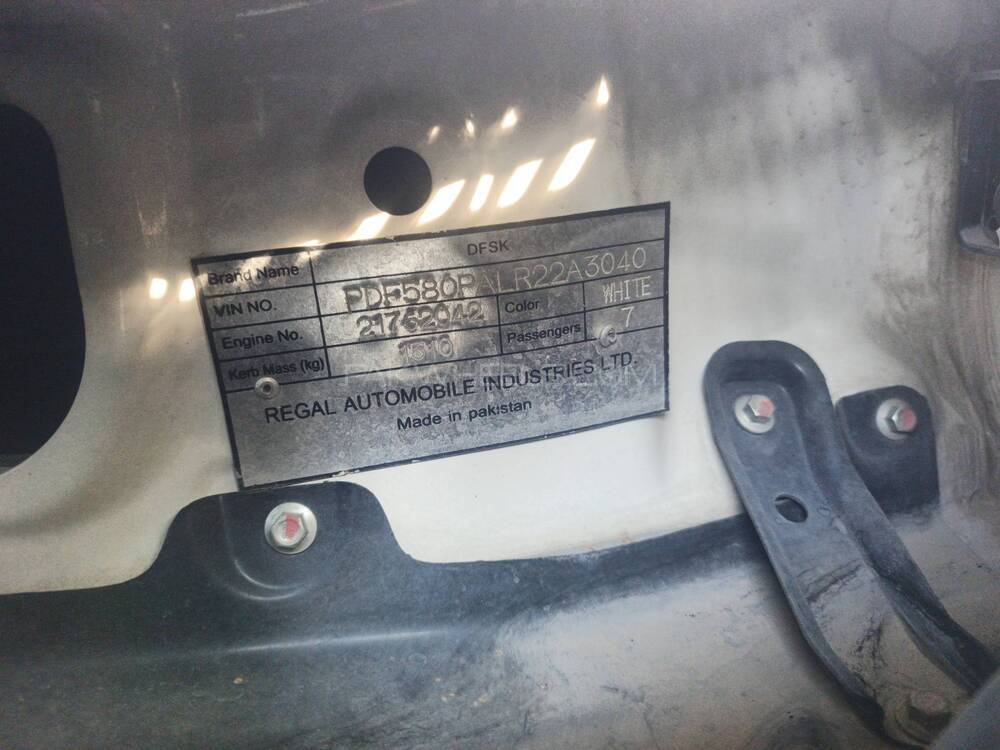 Brand Name DFSK
VIN NO. PDF580PALR22A3040
Engine No. 21752042 Color WHITE
Kerb Mass (kg) 1510 Passengers 7
REGAL AUTOMOBILE INDUSTRIES LTD.
Made in pakistan